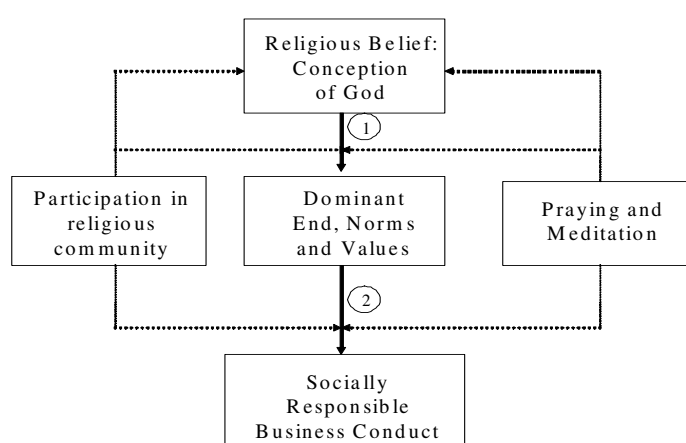 Religious Belief:
Conception
of God
1
Participation in
religious
community
Dominant
End, Norms
and Values
Praying and
Meditation
2
Socially
Responsible
Business Conduct